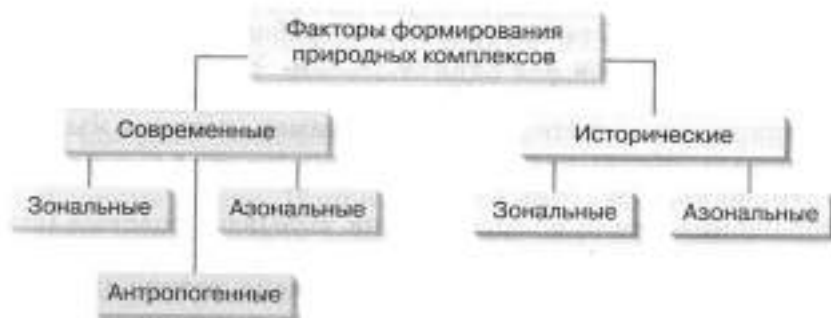 Факторы формирования
природных комплексов
Современные
Исторические
Зональные
Азональные
Зональные
Азональные
Антропогенные